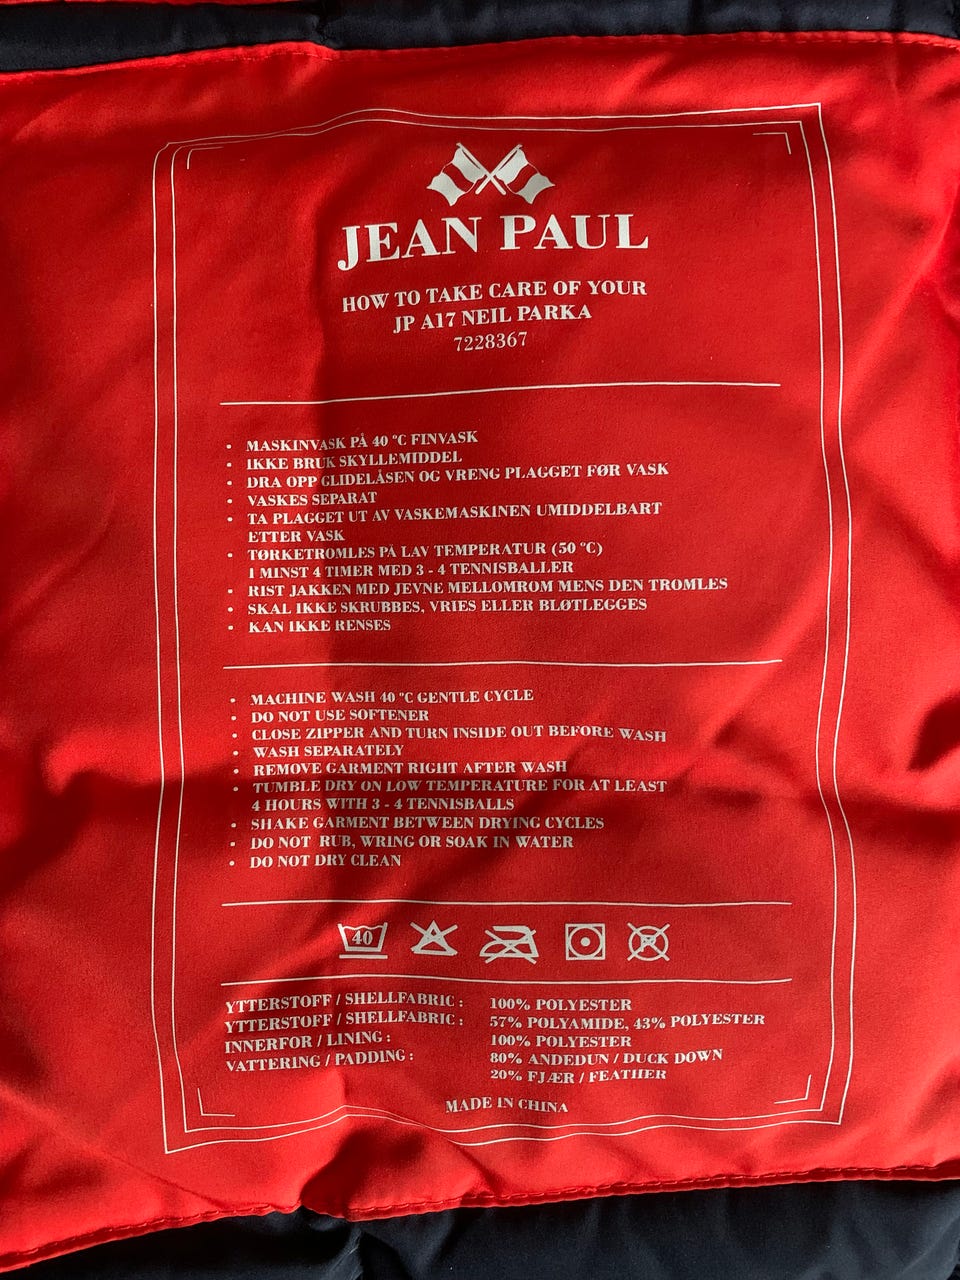 JEAN PAUL
HOW TO TAKE CARE OF YOUR
JP A17 NEIL PARKA
7228367
• MASKINVASK PÅ 40 °C FINVASK
• IKKE BRUK SKYLLEMIDDEL
• DRA OPP GLIDELÅSEN OG VRENG PLAGGET FØR VASK
• VASKES SEPARAT
• TA PLAGGET UT AV VASKEMASKINEN UMIDDELBART
ETTER VASK
• TØRKETROMLES PÅ LAV TEMPERATUR (50 °C)
I MINST 4 TIMER MED 3 - 4 TENNISBALLER
• RIST JAKKEN MED JEVNE MELLOMROM MENS DEN TROMLES
• SKAL IKKE SKRUBBES, VRIES ELLER BLØTLEGGES
• KAN IKKE RENSES
• MACHINE WASH 40 °C GENTLE CYCLE
• DO NOT USE SOFTENER
• CLOSE ZIPPER AND TURN INSIDE OUT BEFORE WASH
• WASH SEPARATELY
• REMOVE GARMENT RIGHT AFTER WASH
• TUMBLE DRY ON LOW TEMPERATURE FOR AT LEAST
4 HOURS WITH 3 - 4 TENNISBALLS
• SHAKE GARMENT BETWEEN DRYING CYCLES
• DO NOT RUB, WRING OR SOAK IN WATER
• DO NOT DRY CLEAN
40
YTTERSTOFF / SHELLFABRIC : 100% POLYESTER
YTTERSTOFF / SHELLFABRIC : 57% POLYAMIDE, 43% POLYESTER
INNERFOR / LINING : 100% POLYESTER
VATTERING / PADDING : 80% ANDEDUN / DUCK DOWN
20% FJÆR / FEATHER
MADE IN CHINA